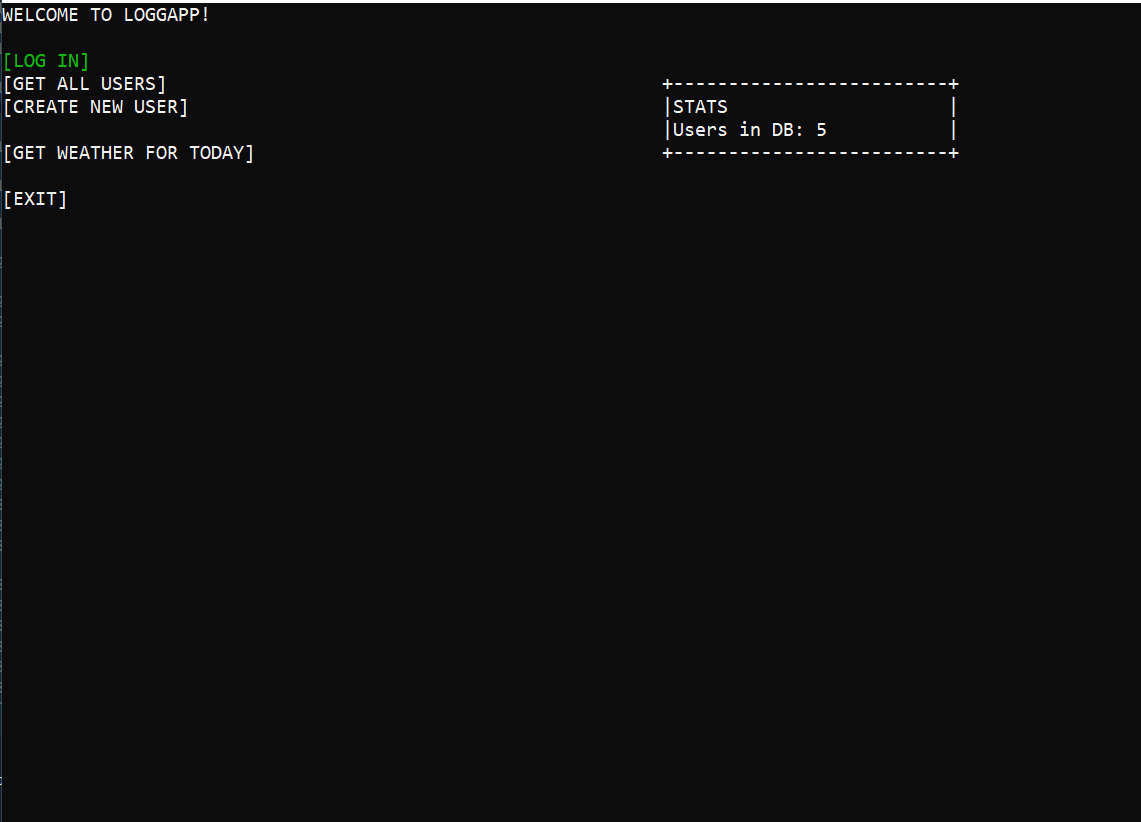 WELCOME TO LOGGAPP!
[LOG IN]
[GET ALL USERS]
[CREATE NEW USER]
[GET WEATHER FOR TODAY]
[EXIT]
+-------------------------+
|STATS                    |
|Users in DB: 5           |
+-------------------------+